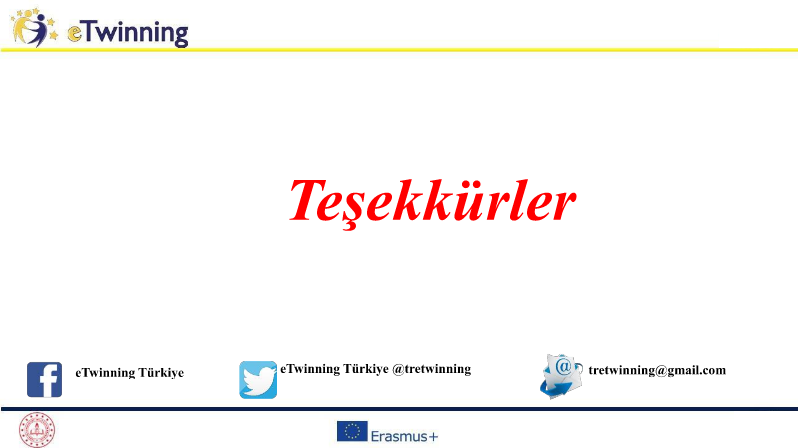 eTwinning
Teşekkürler
eTwinning Türkiye
eTwinning Türkiye @tretwinning
tretwinning@gmail.com
Erasmus+